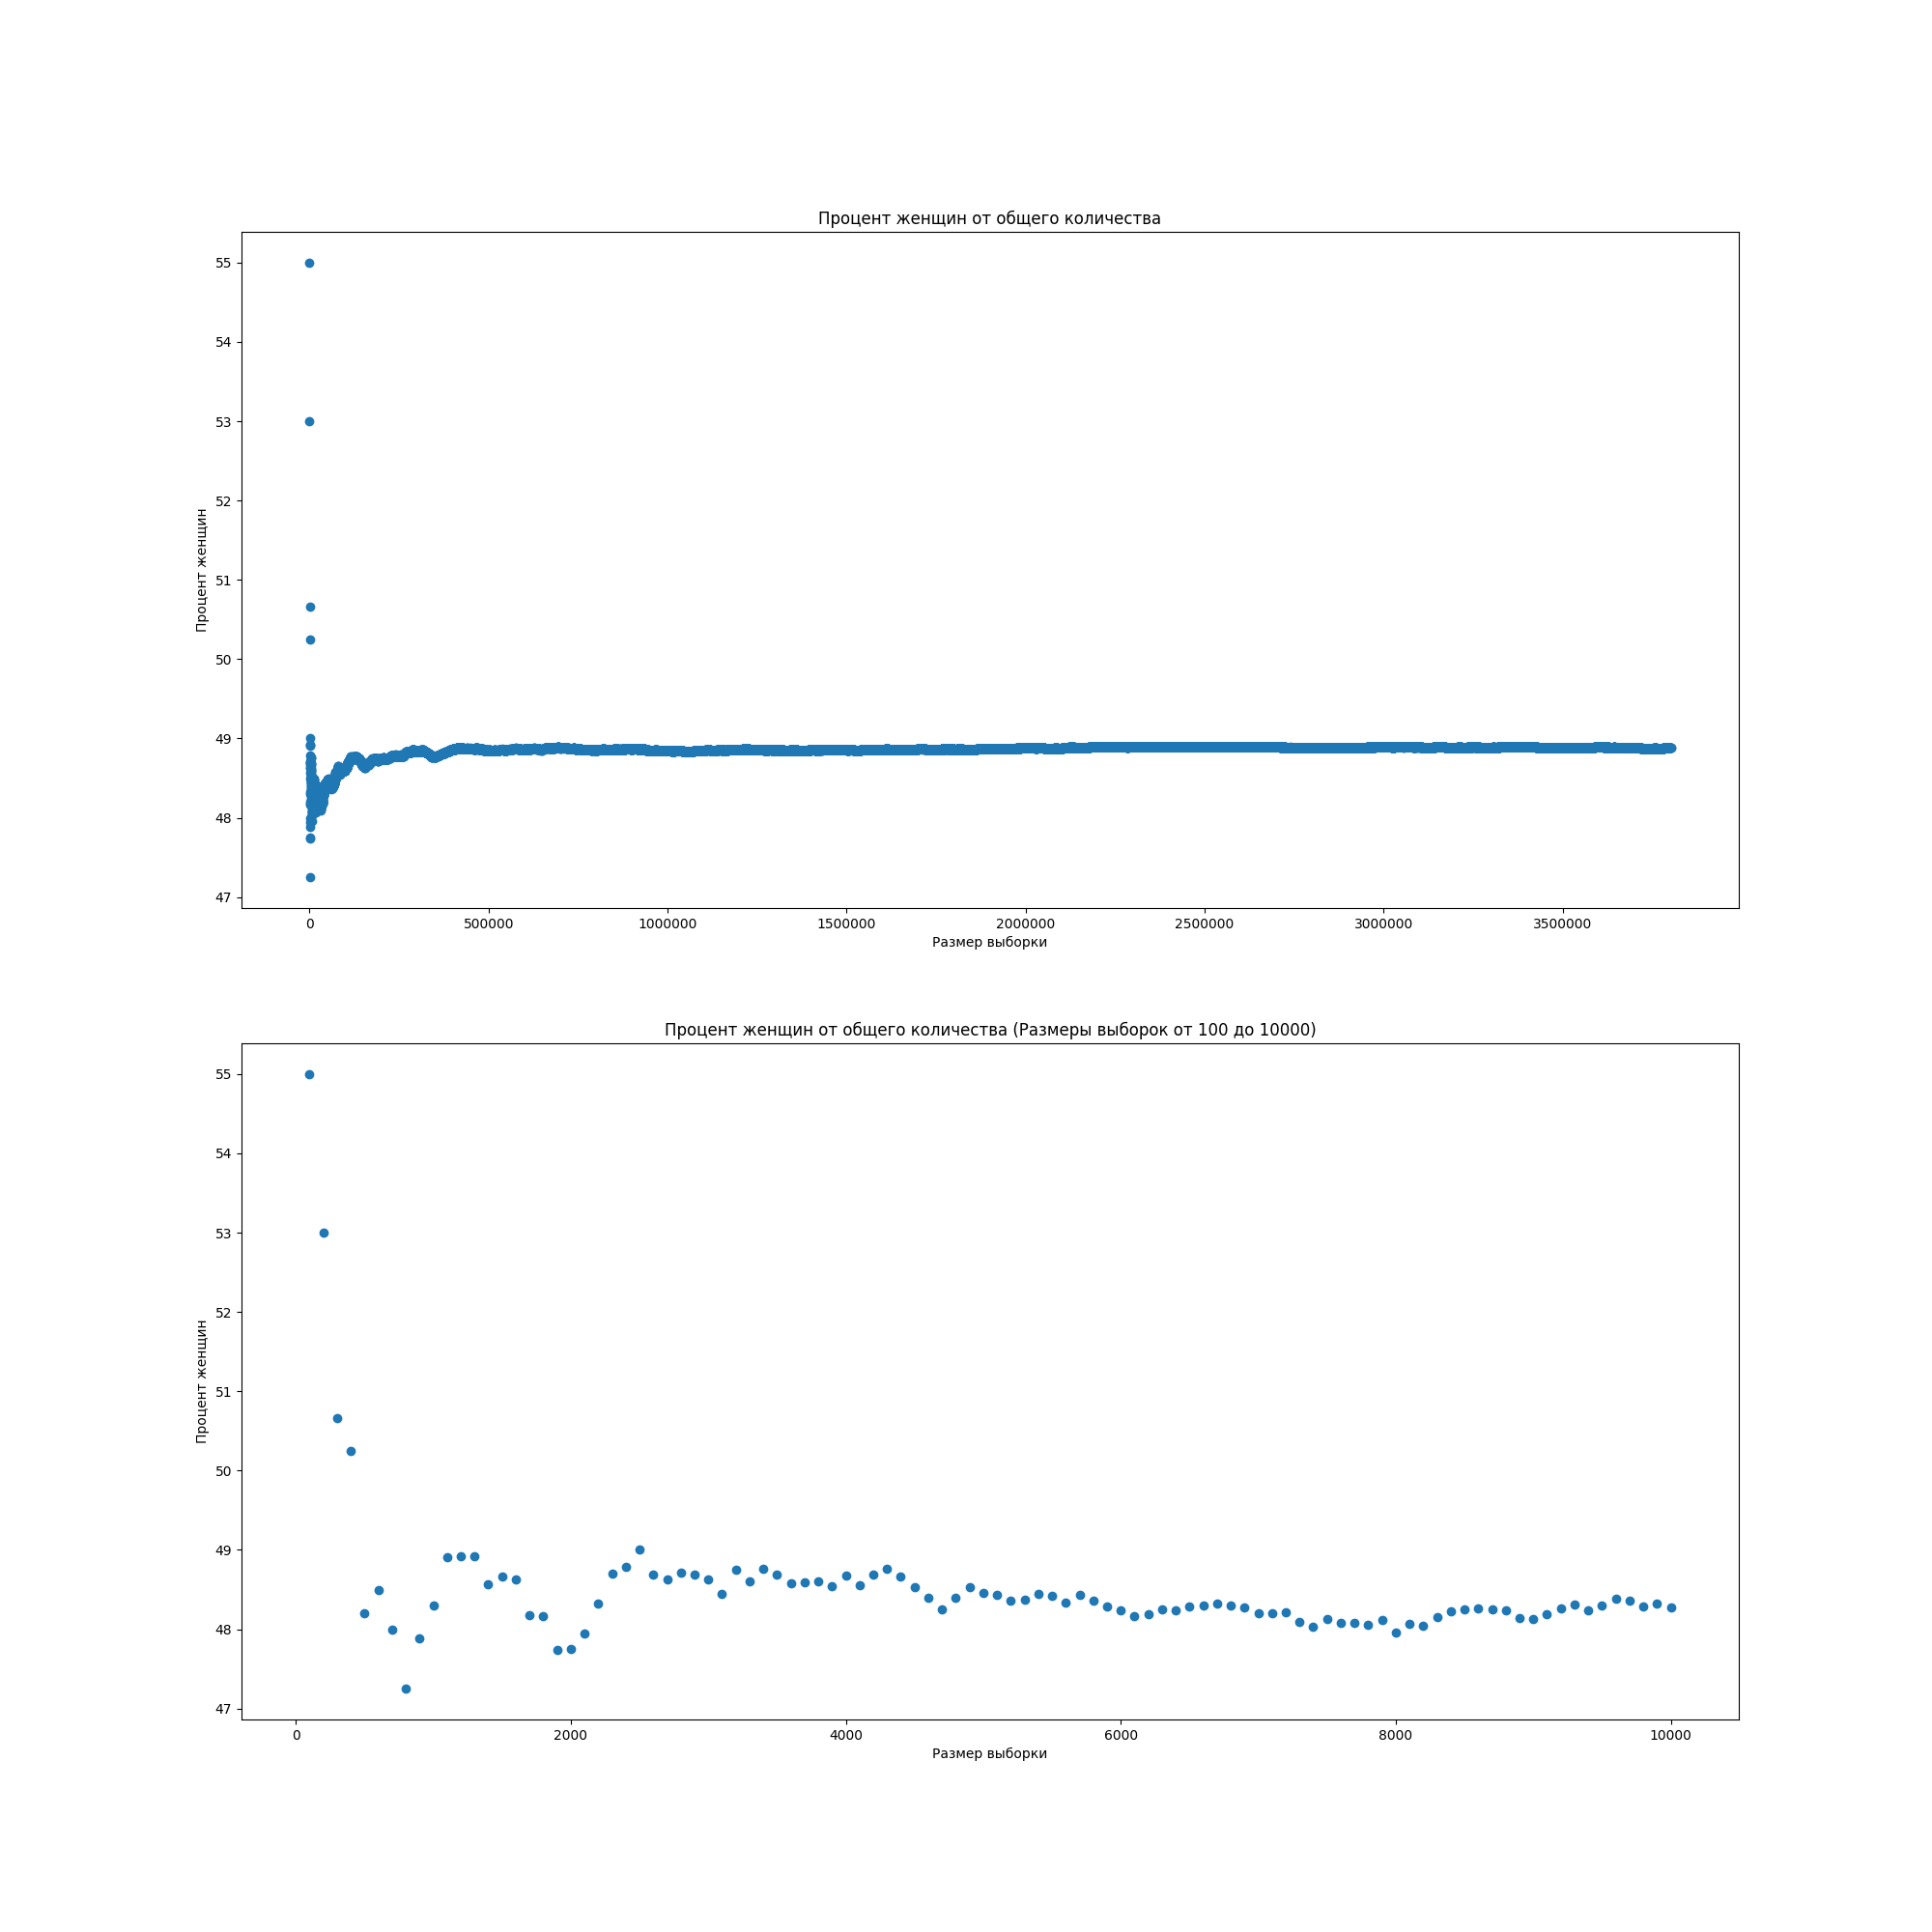 Процент женщин от общего количества
55
54
53
52
51
50
49
48
47
Процент женщин
0 500000 1000000 1500000 2000000 2500000 3000000 3500000
Размер выборки
Процент женщин от общего количества (Размеры выборок от 100 до 10000)
55
54
53
52
51
50
49
48
47
Процент женщин
0 2000 4000 6000 8000 10000
Размер выборки